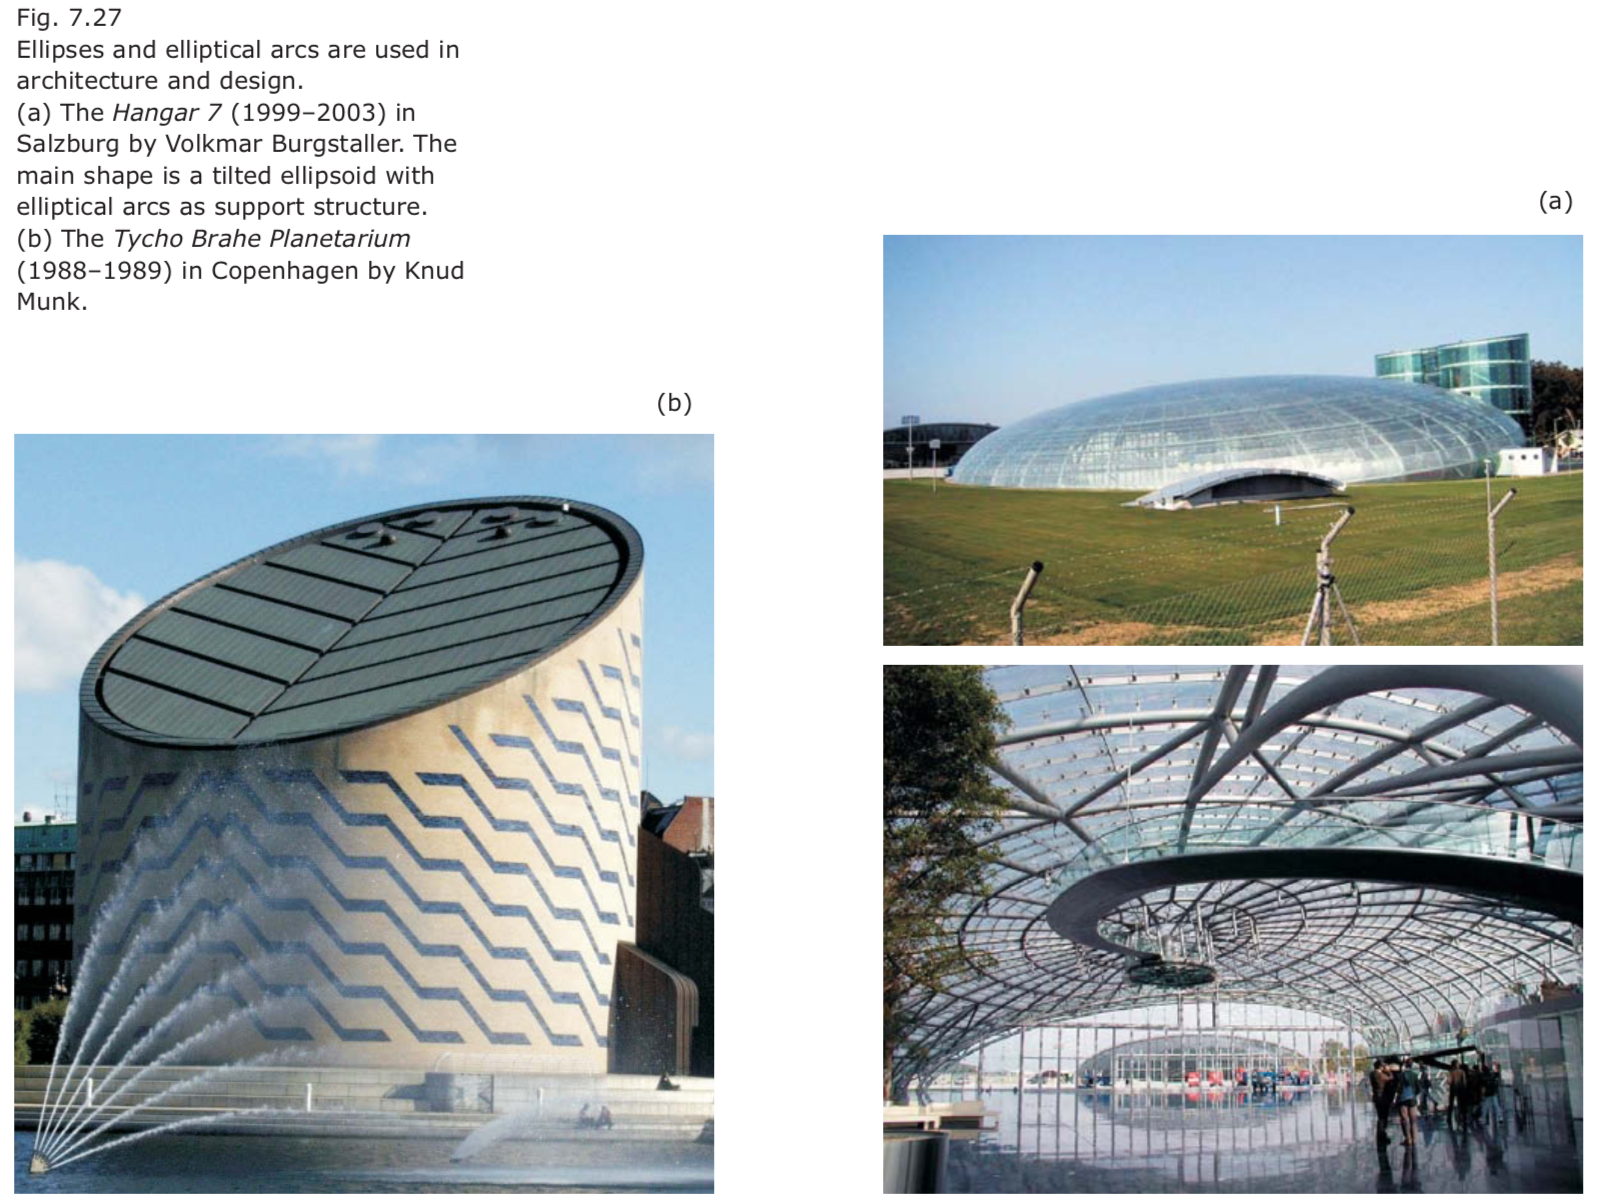 Fig. 7.27
Ellipses and elliptical arcs are used in
architecture and design.
(a) The Hangar 7 (1999–2003) in
Salzburg by Volkmar Burgstaller. The
main shape is a tilted ellipsoid with
elliptical arcs as support structure.
(b) The Tycho Brahe Planetarium
(1988–1989) in Copenhagen by Knud
Munk.
(a)
(b)